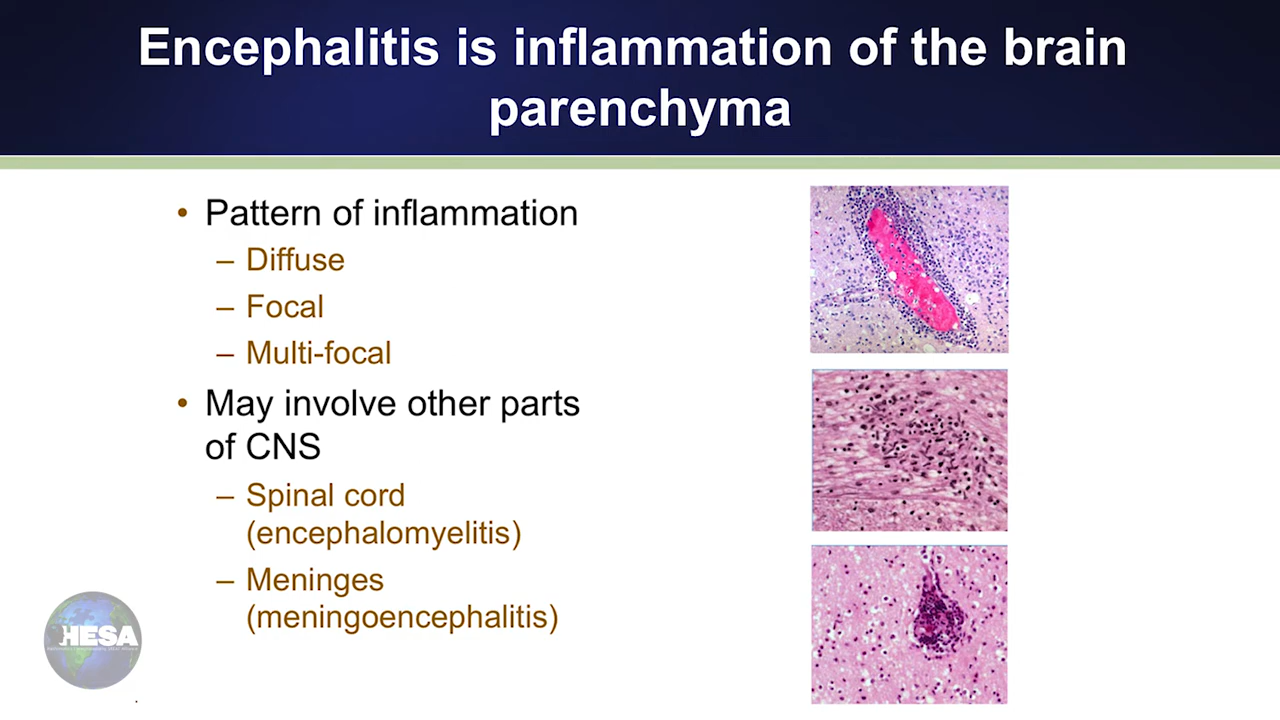 Encephalitis is inflammation of the brain
parenchyma
• Pattern of inflammation
– Diffuse
– Focal
– Multi-focal
• May involve other parts
of CNS
– Spinal cord
(encephalomyelitis)
– Meninges
(meningoencephalitis)
HESA